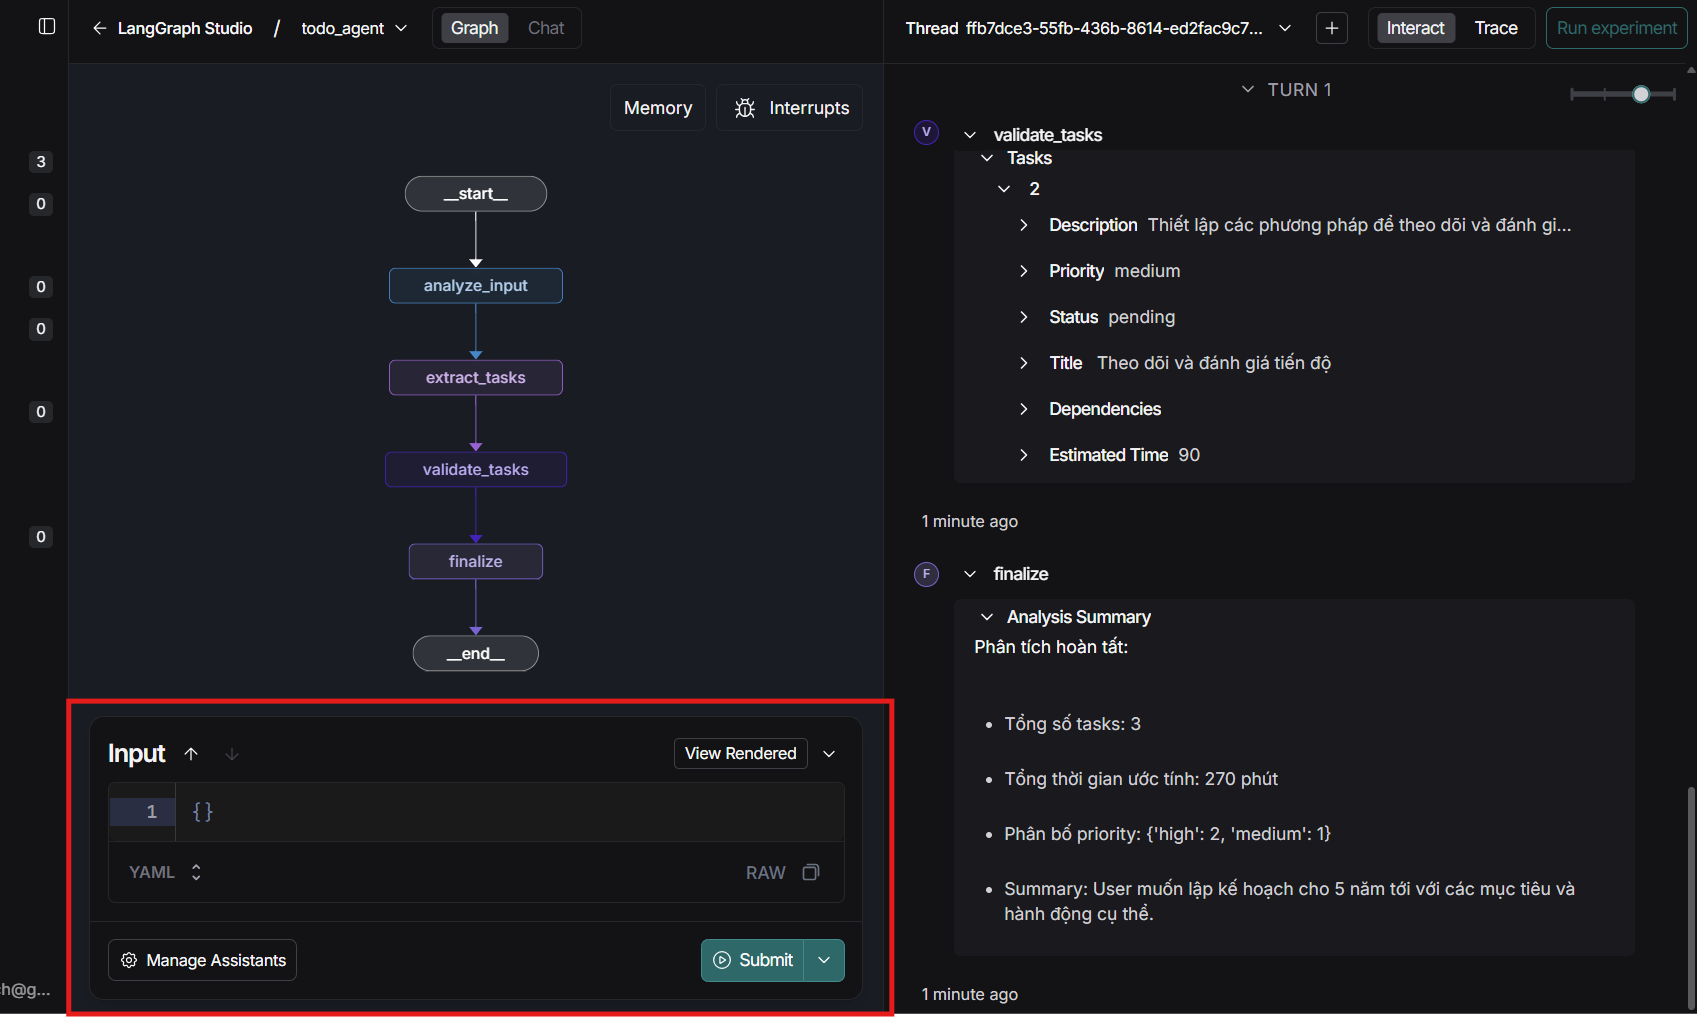 LangGraph Studio / todo_agent
Graph Chat
Thread ffb7dce3-55fb-436b-8614-ed2fac9c7...
+
Interact Trace
Run experiment
3
0
0
0
0
0
h@g...
Memory
Interrupts
__start__
analyze_input
extract_tasks
validate_tasks
finalize
__end__
Input
View Rendered
1 {}
YAML
RAW
Manage Assistants
Submit
TURN 1
V validate_tasks
Tasks
2
Description Thiết lập các phương pháp để theo dõi và đánh gi...
Priority medium
Status pending
Title Theo dõi và đánh giá tiến độ
Dependencies
Estimated Time 90
1 minute ago
F finalize
Analysis Summary
Phân tích hoàn tất:
• Tổng số tasks: 3
• Tổng thời gian ước tính: 270 phút
• Phân bố priority: {'high': 2, 'medium': 1}
• Summary: User muốn lập kế hoạch cho 5 năm tới với các mục tiêu và
hành động cụ thể.
1 minute ago